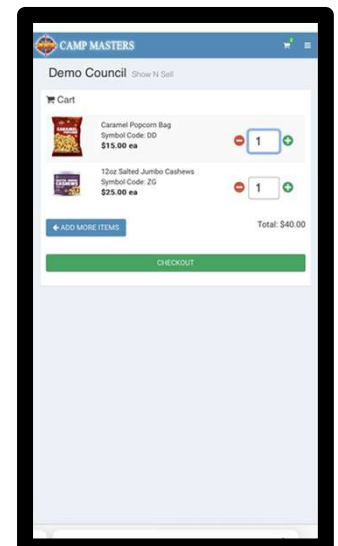 CAMP MASTERS
Demo Council Show N Sell
Cart
Caramel Popcorn Bag
Symbol Code: DD
$15.00 ea
1
12oz Salted Jumbo Cashews
Symbol Code: ZG
$25.00 ea
1
ADD MORE ITEMS
Total: $40.00
CHECKOUT